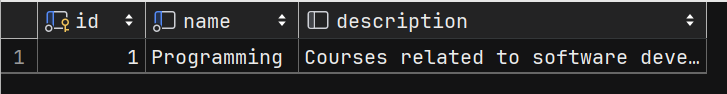 id name description
1 1 Programming Courses related to software deve…